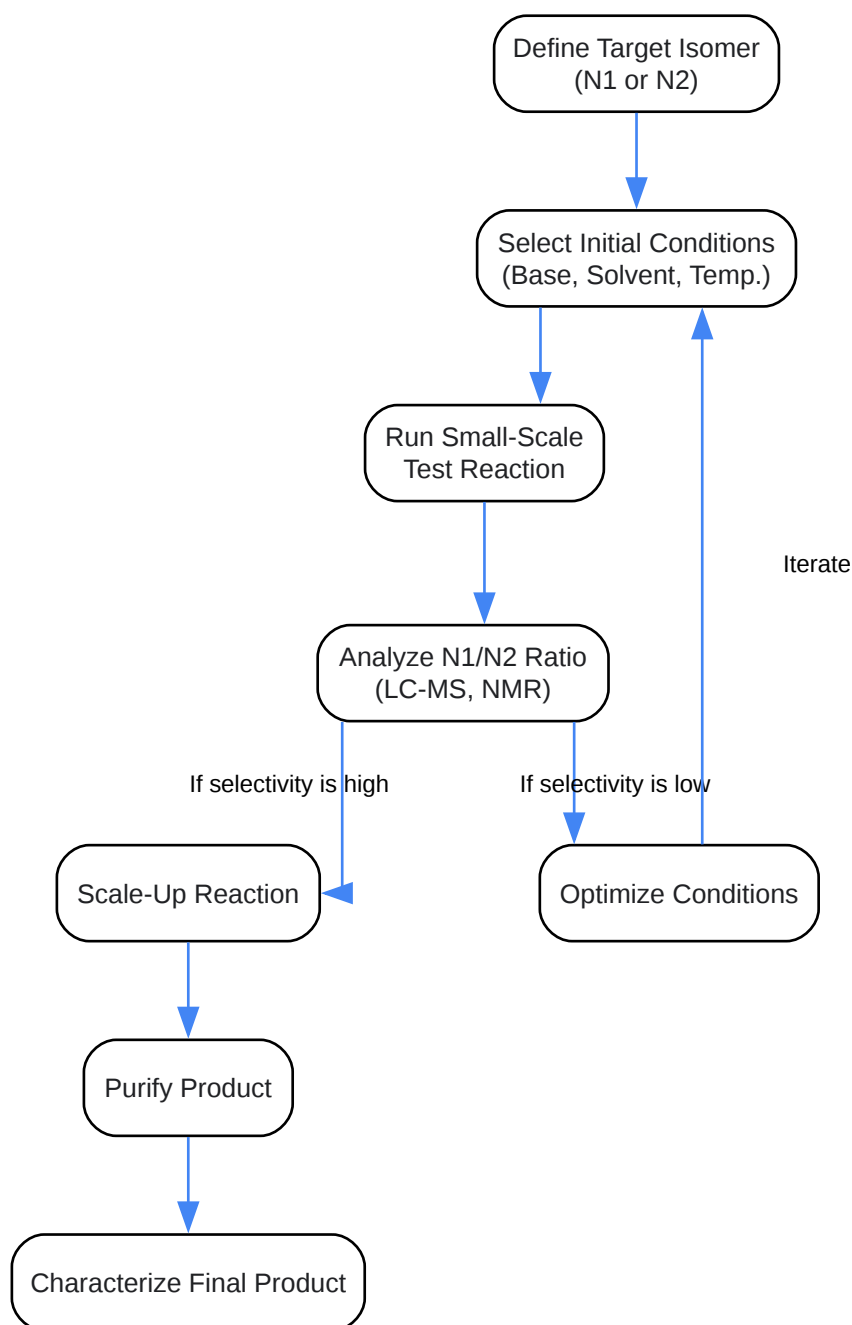 Define Target Isomer
(N1 or N2)
Select Initial Conditions
(Base, Solvent, Temp.)
Run Small-Scale
Test Reaction
Iterate
Analyze N1/N2 Ratio
(LC-MS, NMR)
If selectivity is high
If selectivity is low
Scale-Up Reaction
Optimize Conditions
Purify Product
Characterize Final Product